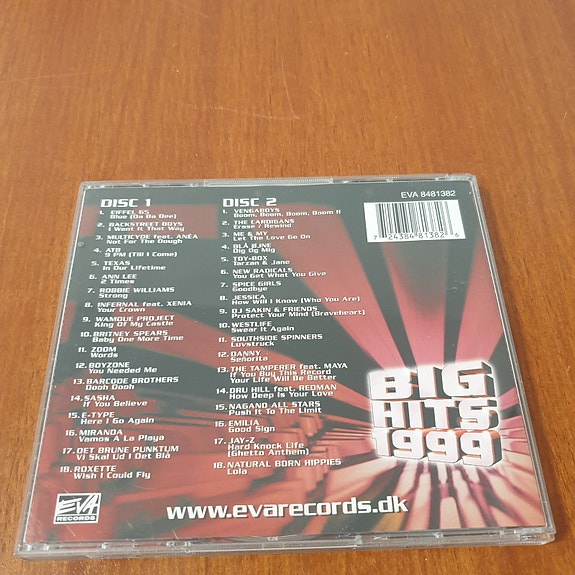 EVA 8481382
DISC 1
1. EIFFEL 65
Blue (Da Ba Dee)
2. BACKSTREET BOYS
I Want It That Way
3. MULTICYDE feat. ANÉA
Not For The Dough
4. ATB
9 PM (Till I Come)
5. TEXAS
In Our Lifetime
6. ANN LEE
2 Times
7. ROBBIE WILLIAMS
Strong
8. INFERNAL feat. XENIA
Your Crown
9. WAMDUE PROJECT
King Of My Castle
10. BRITNEY SPEARS
Baby One More Time
11. ZOOM
Words
12. BOYZONE
You Needed Me
13. BARCODE BROTHERS
Dooh Dooh
14. SASHA
If You Believe
15. E-TYPE
Here I Go Again
16. MIRANDA
Vamos A La Playa
17. DET BRUNE PUNKTUM
Vi Skal Ud I Det Blå
18. ROXETTE
Wish I Could Fly
DISC 2
1. VENGABOYS
Boom, Boom, Boom, Boom !!
2. THE CARDIGANS
Erase / Rewind
3. ME & MY
Let The Love Go On
4. BLÅ ØJNE
Dig Og Mig
5. TOY-BOX
Tarzan & Jane
6. NEW RADICALS
You Get What You Give
7. SPICE GIRLS
Goodbye
8. JESSICA
How Will I Know (Who You Are)
9. DJ SAKIN & FRIENDS
Protect Your Mind (Braveheart)
10. WESTLIFE
Swear It Again
11. SOUTHSIDE SPINNERS
Luvstruck
12. DANNY
Señorita
13. THE TAMPERER feat. MAYA
If You Buy This Record
Your Life Will Be Better
14. DRU HILL feat. REDMAN
How Deep Is Your Love
15. NAGANO ALL STARS
Push It To The Limit
16. EMILIA
Good Sign
17. JAY-Z
Hard Knock Life
(Ghetto Anthem)
18. NATURAL BORN HIPPIES
Lola
7 24384 81382 6
BIG
HITS
1999
EVA
RECORDS
www.evarecords.dk